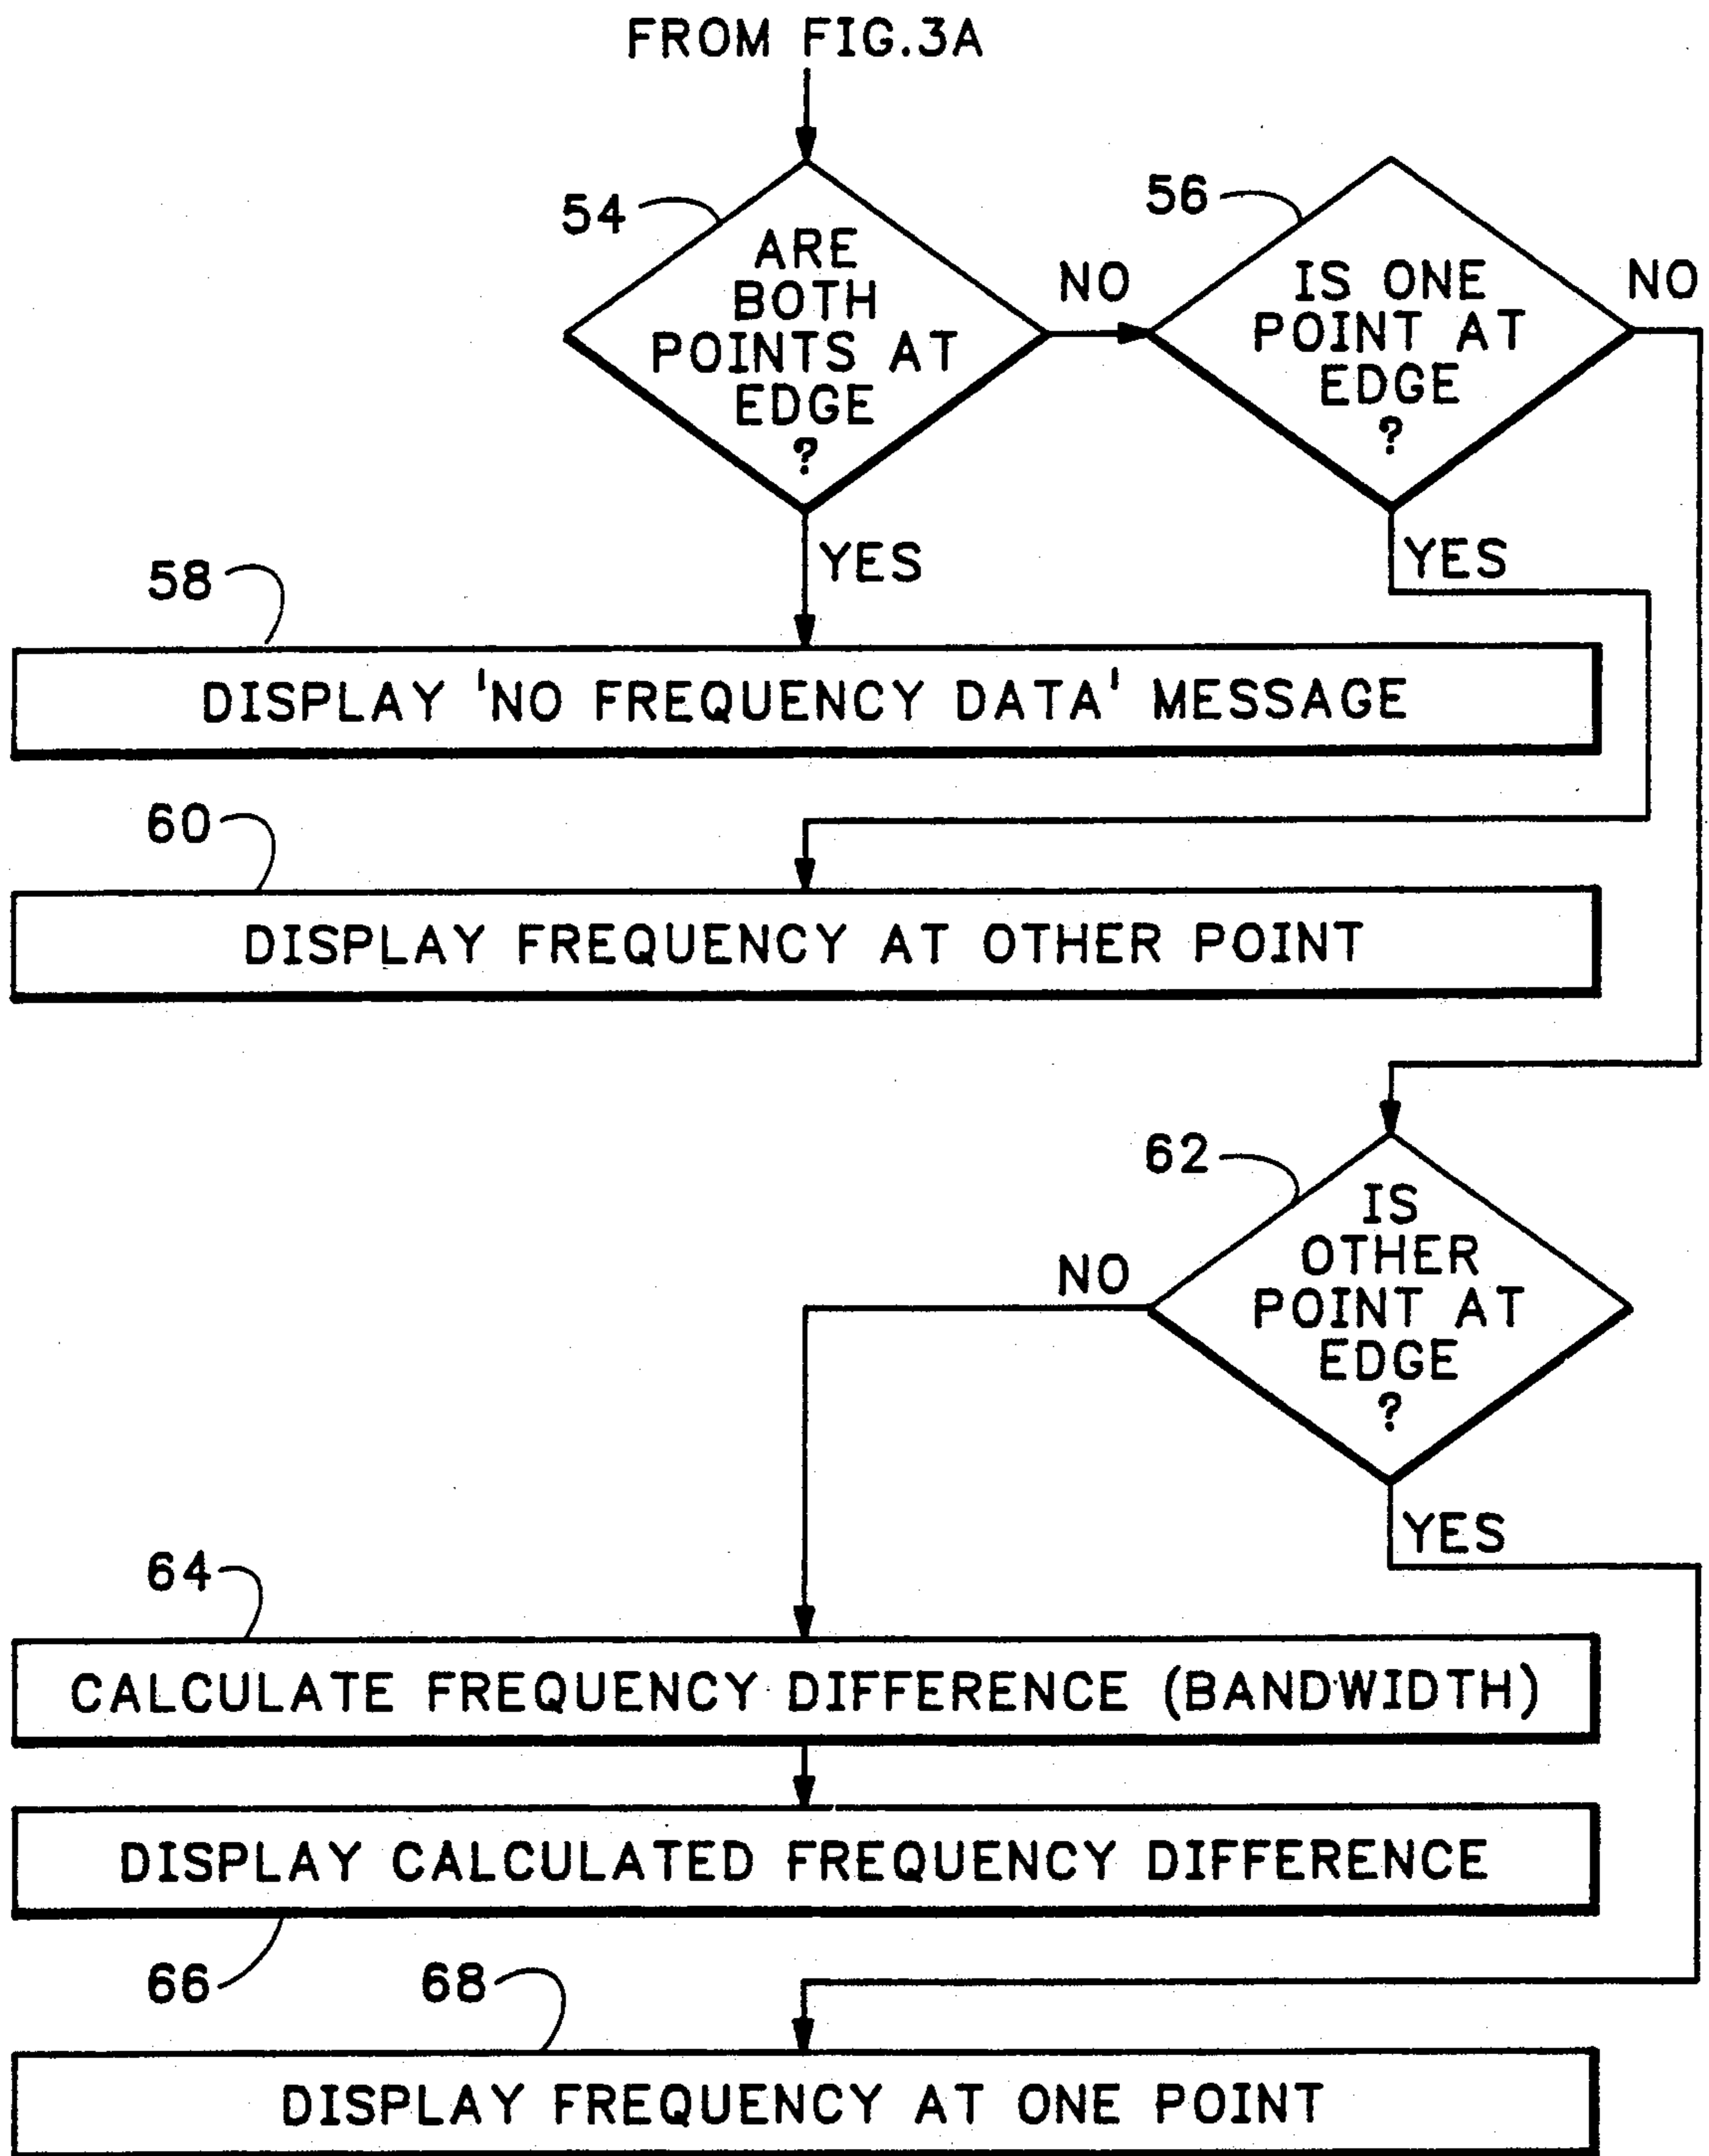 FROM FIG.3A
54
ARE
BOTH
POINTS AT
EDGE
?
NO
56
IS ONE
POINT AT
EDGE
?
NO
YES
YES
58
DISPLAY 'NO FREQUENCY DATA' MESSAGE
60
DISPLAY FREQUENCY AT OTHER POINT
62
IS
OTHER
POINT AT
EDGE
?
NO
YES
64
CALCULATE FREQUENCY DIFFERENCE (BANDWIDTH)
DISPLAY CALCULATED FREQUENCY DIFFERENCE
66
68
DISPLAY FREQUENCY AT ONE POINT